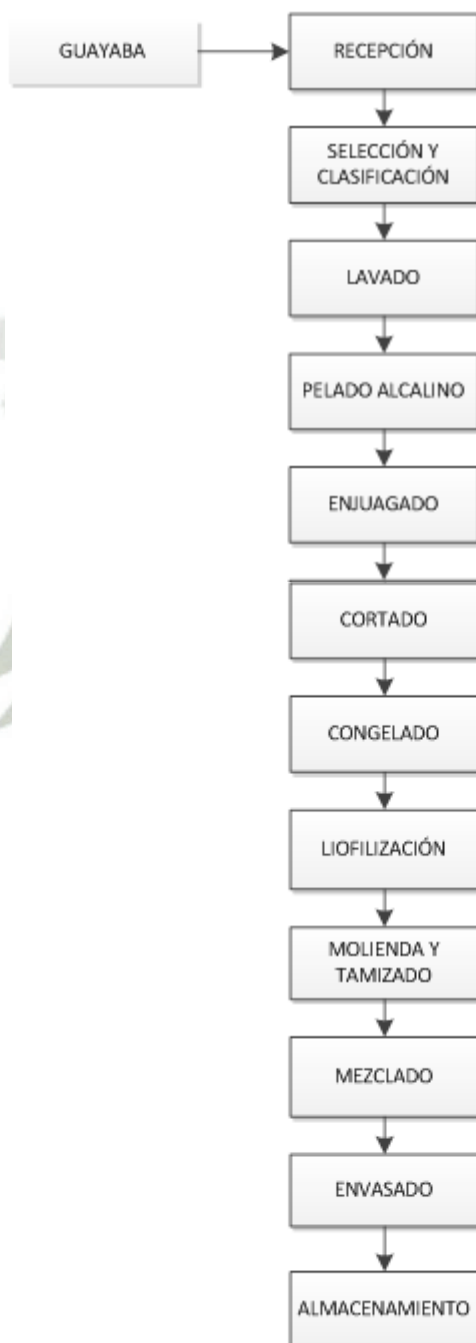 GUAYABA
RECEPCIÓN
SELECCIÓN Y
CLASIFICACIÓN
LAVADO
PELADO ALCALINO
ENJUAGADO
CORTADO
CONGELADO
LIOFILIZACIÓN
MOLIENDA Y
TAMIZADO
MEZCLADO
ENVASADO
ALMACENAMIENTO